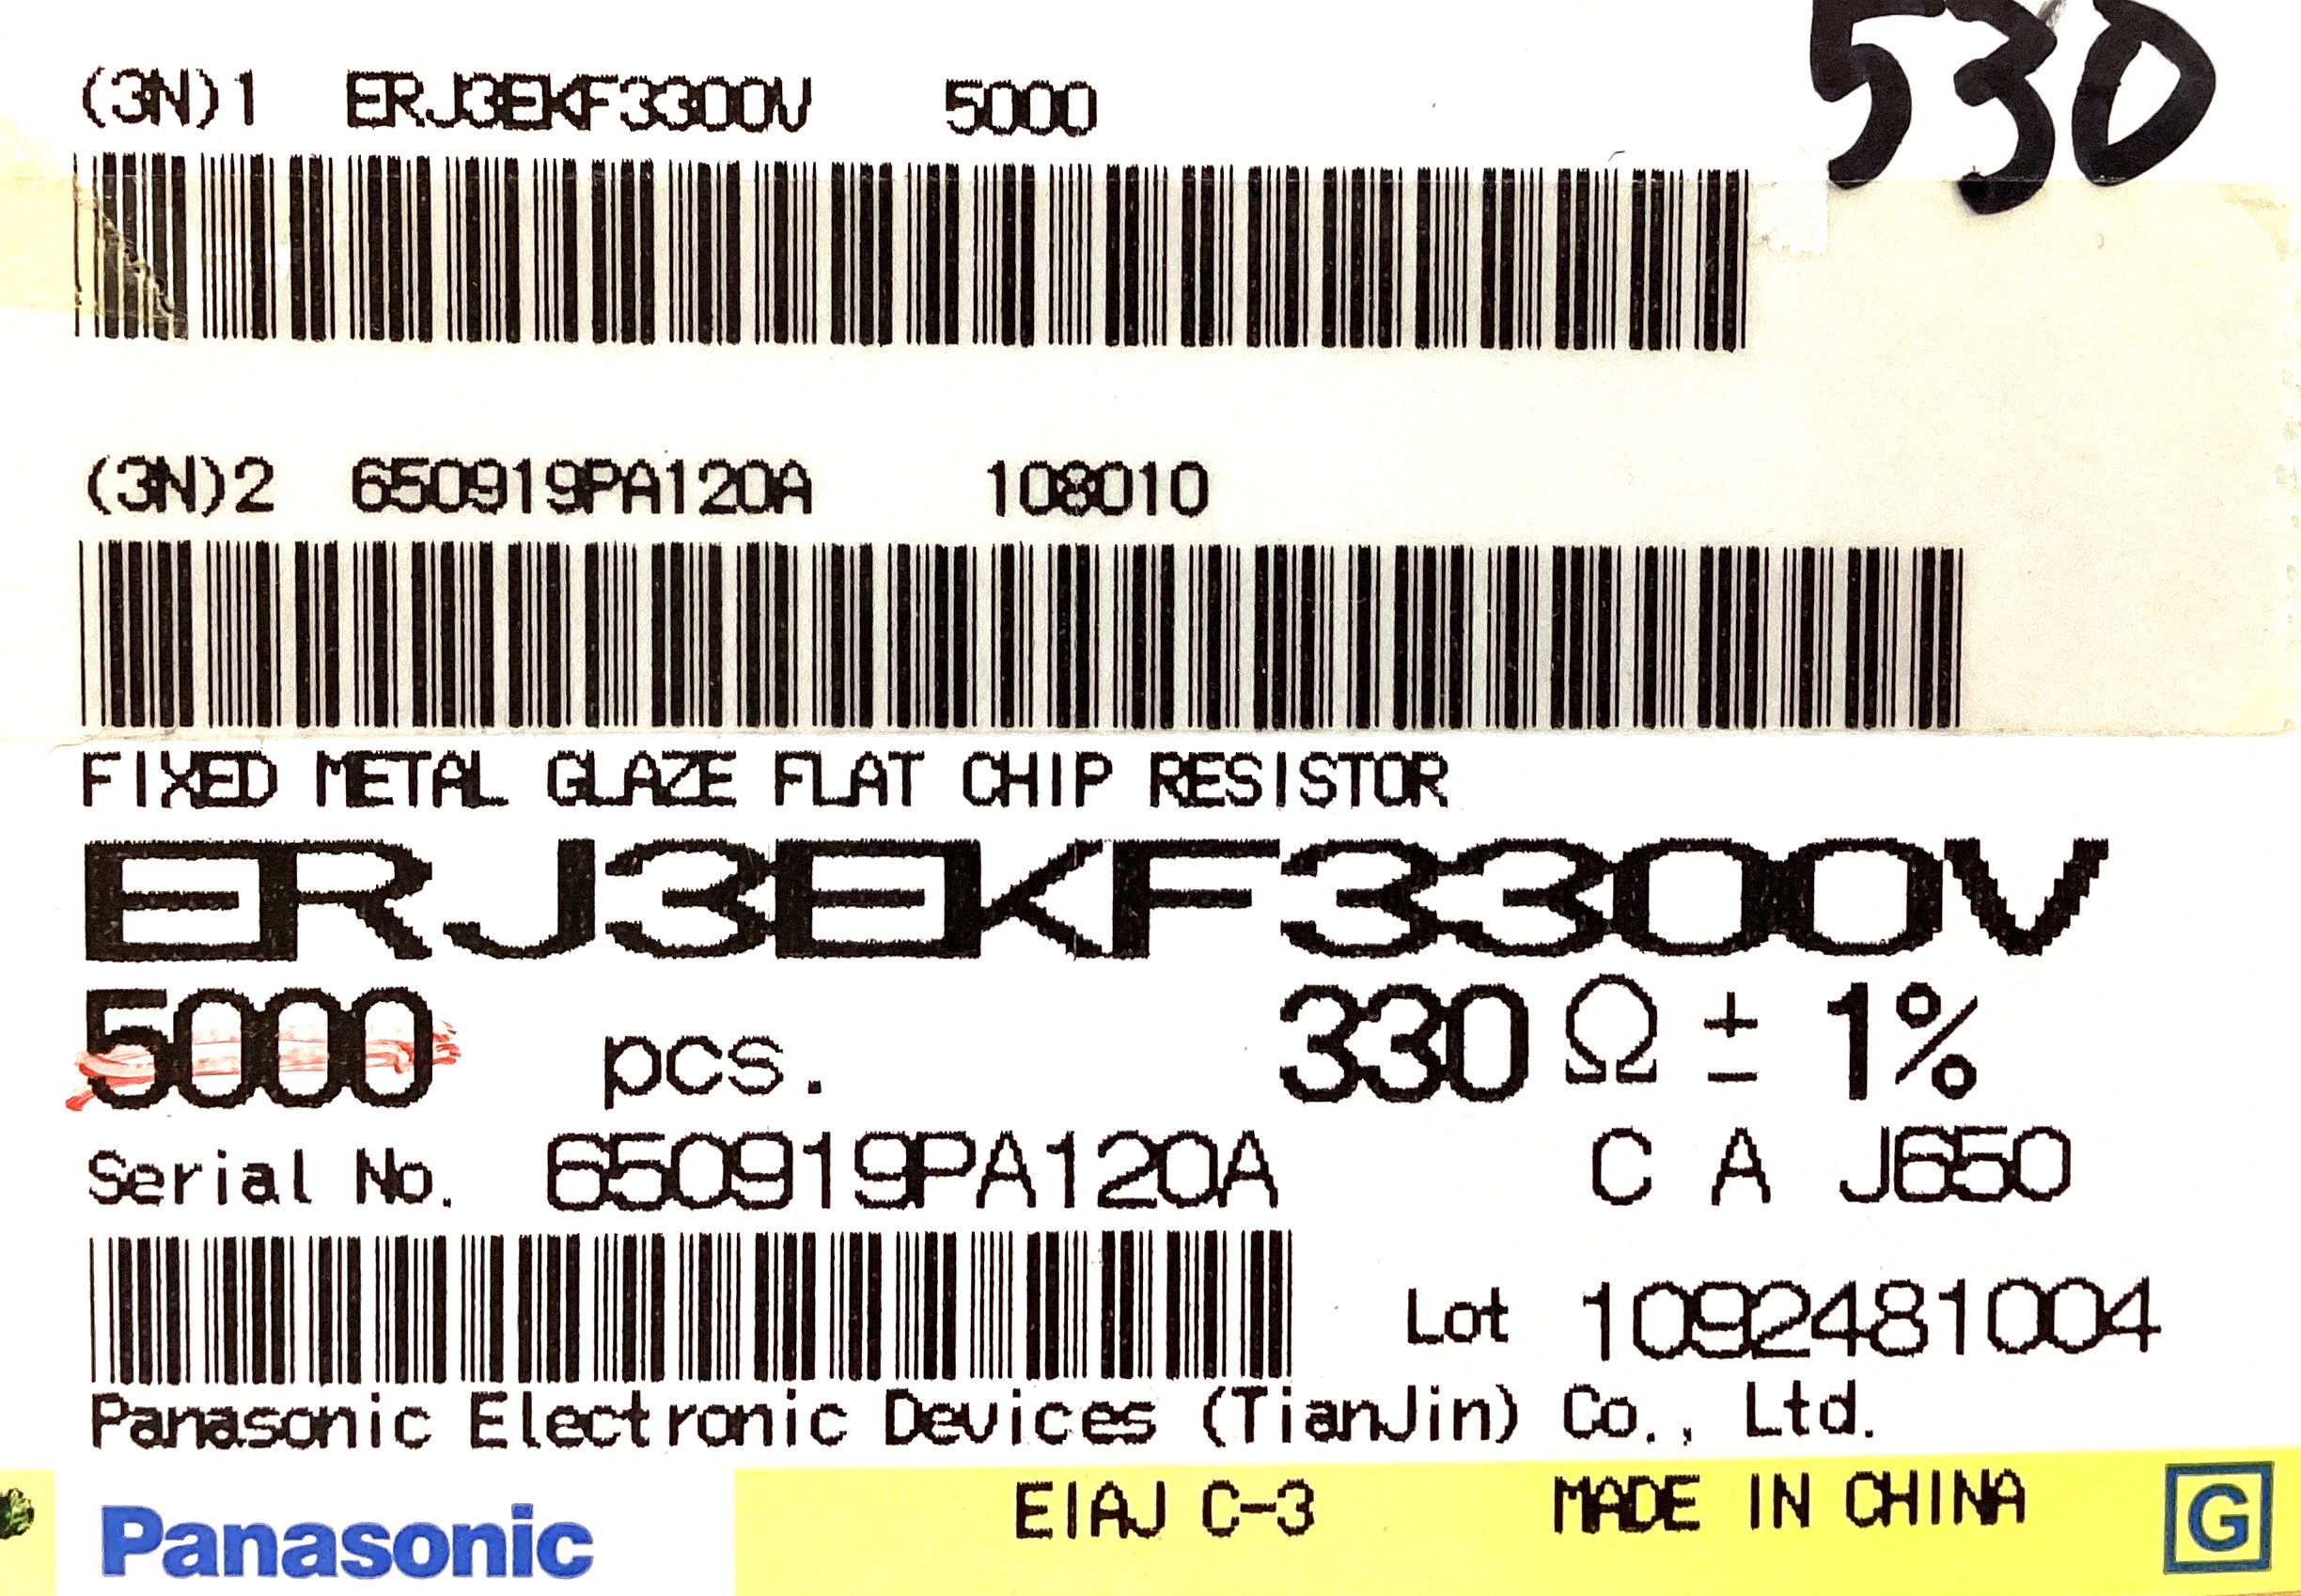 530
(3N)1 ERJ3EKF3300V 5000
(3N)2 650919PA120A 108010
FIXED METAL GLAZE FLAT CHIP RESISTOR
ERJ3EKF3300V
5000 pcs. 330 Ω ± 1%
Serial No. 650919PA120A C A J650
Lot 1092481004
Panasonic Electronic Devices (TianJin) Co., Ltd.
Panasonic EIAJ C-3 MADE IN CHINA G